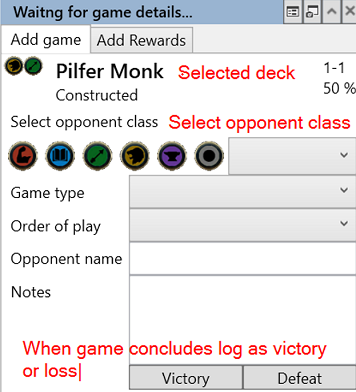 Waitng for game details...
Add game Add Rewards
Pilfer Monk Selected deck 1-1
Constructed 50 %
Select opponent class Select opponent class
Game type
Order of play
Opponent name
Notes
When game concludes log as victory
or loss
Victory Defeat